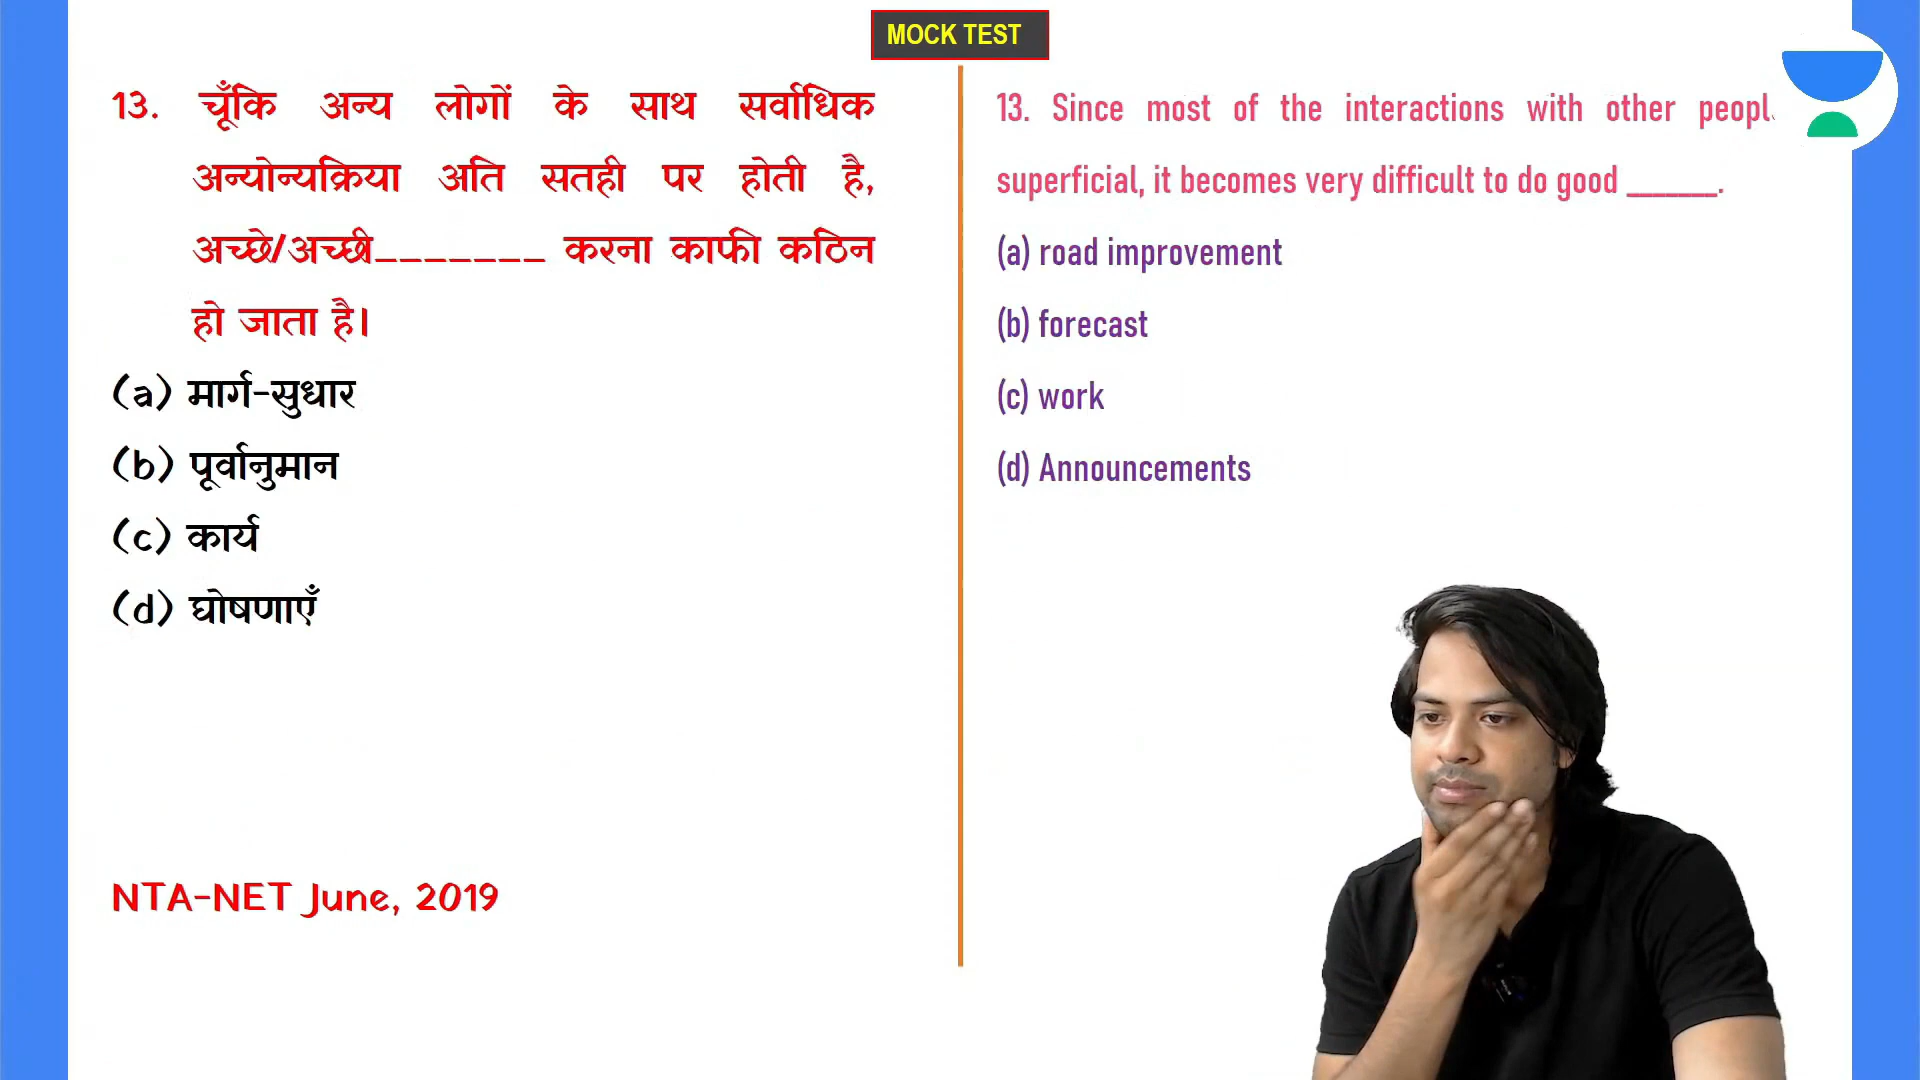 MOCK TEST
13. चूँकि अन्य लोगों के साथ सर्वाधिक
अन्योन्यक्रिया अति सतही पर होती है,
अच्छे/अच्छी_______ करना काफी कठिन
हो जाता है।
(a) मार्ग-सुधार
(b) पूर्वानुमान
(c) कार्य
(d) घोषणाएँ
NTA-NET June, 2019
13. Since most of the interactions with other
superficial, it becomes very difficult to do good ______.
(a) road improvement
(b) forecast
(c) work
(d) Announcements